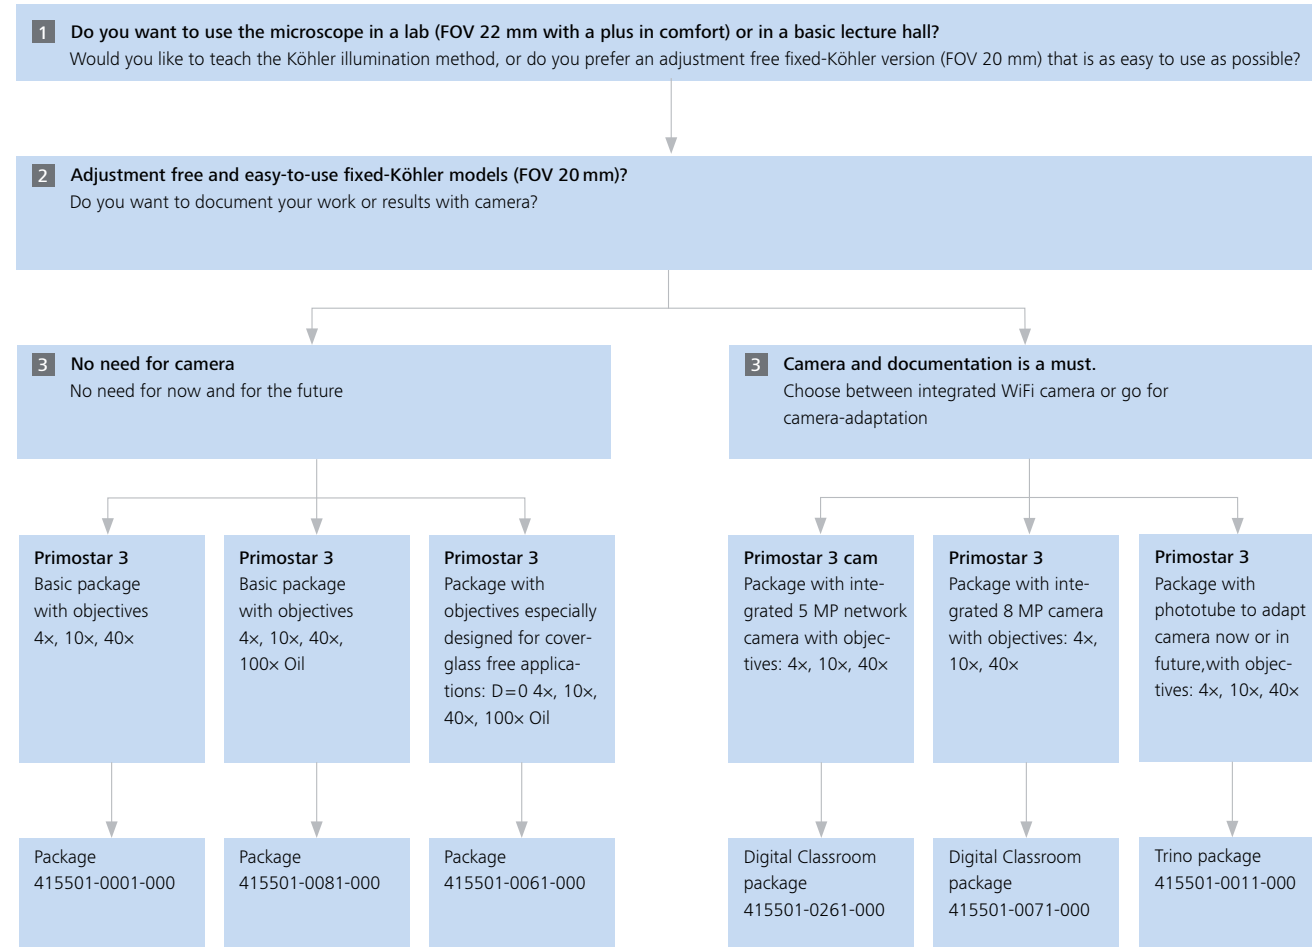 1 Do you want to use the microscope in a lab (FOV 22 mm with a plus in comfort) or in a basic lecture hall?
Would you like to teach the Köhler illumination method, or do you prefer an adjustment free fixed-Köhler version (FOV 20 mm) that is as easy to use as possible?
2 Adjustment free and easy-to-use fixed-Köhler models (FOV 20 mm)?
Do you want to document your work or results with camera?
3 No need for camera
No need for now and for the future
3 Camera and documentation is a must.
Choose between integrated WiFi camera or go for
camera-adaptation
Primostar 3
Basic package
with objectives
4×, 10×, 40×
Primostar 3
Basic package
with objectives
4×, 10×, 40×,
100× Oil
Primostar 3
Package with
objectives especially
designed for cover-
glass free applica-
tions: D=0 4×, 10×,
40×, 100× Oil
Primostar 3 cam
Package with inte-
grated 5 MP network
camera with objec-
tives: 4×, 10×, 40×
Primostar 3
Package with inte-
grated 8 MP camera
with objectives: 4×,
10×, 40×
Primostar 3
Package with
phototube to adapt
camera now or in
future,with objec-
tives: 4×, 10×, 40×
Package
415501-0001-000
Package
415501-0081-000
Package
415501-0061-000
Digital Classroom
package
415501-0261-000
Digital Classroom
package
415501-0071-000
Trino package
415501-0011-000